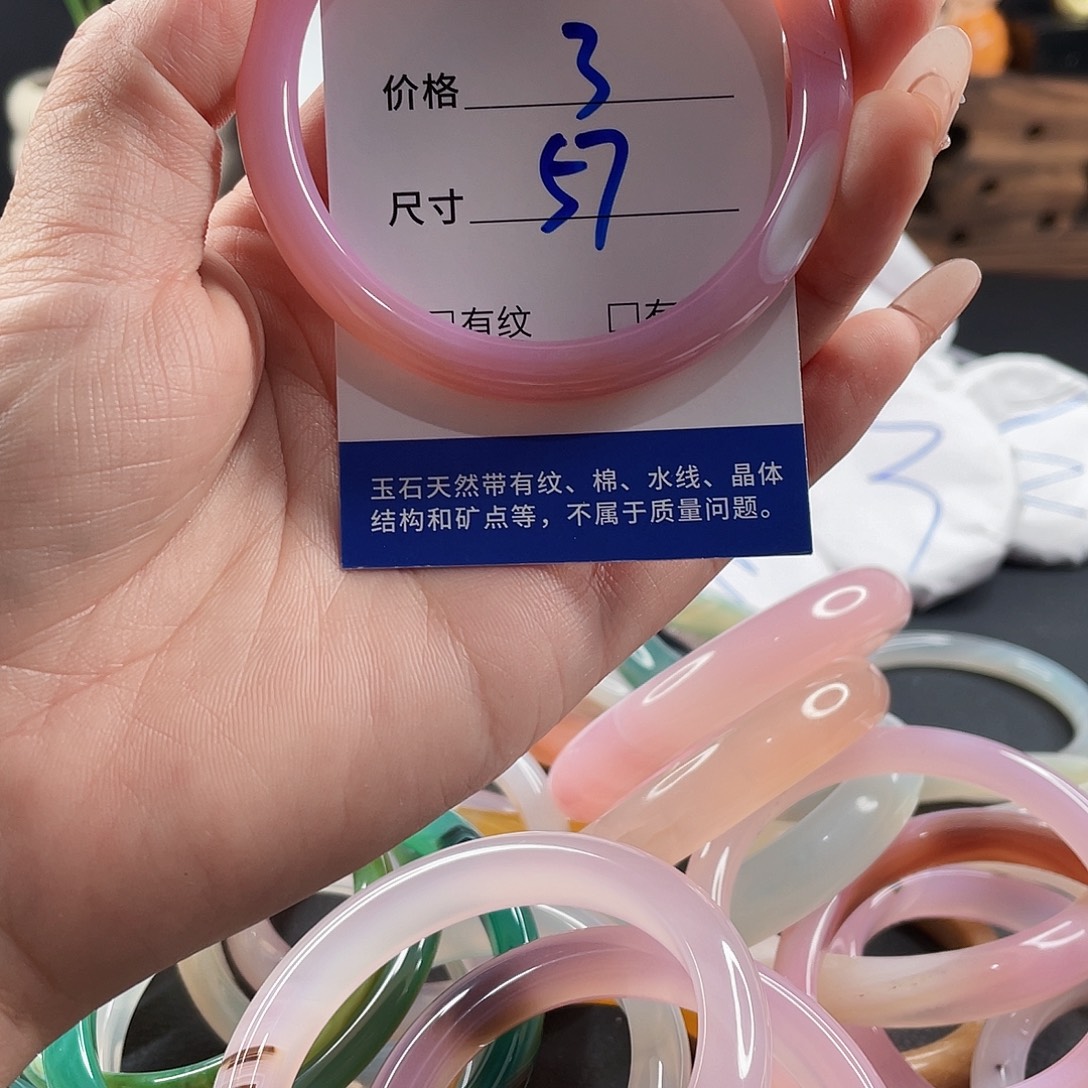 价格 3
尺寸 57
□有纹 □有
玉石天然带有纹、棉、水线、晶体
结构和矿点等，不属于质量问题。